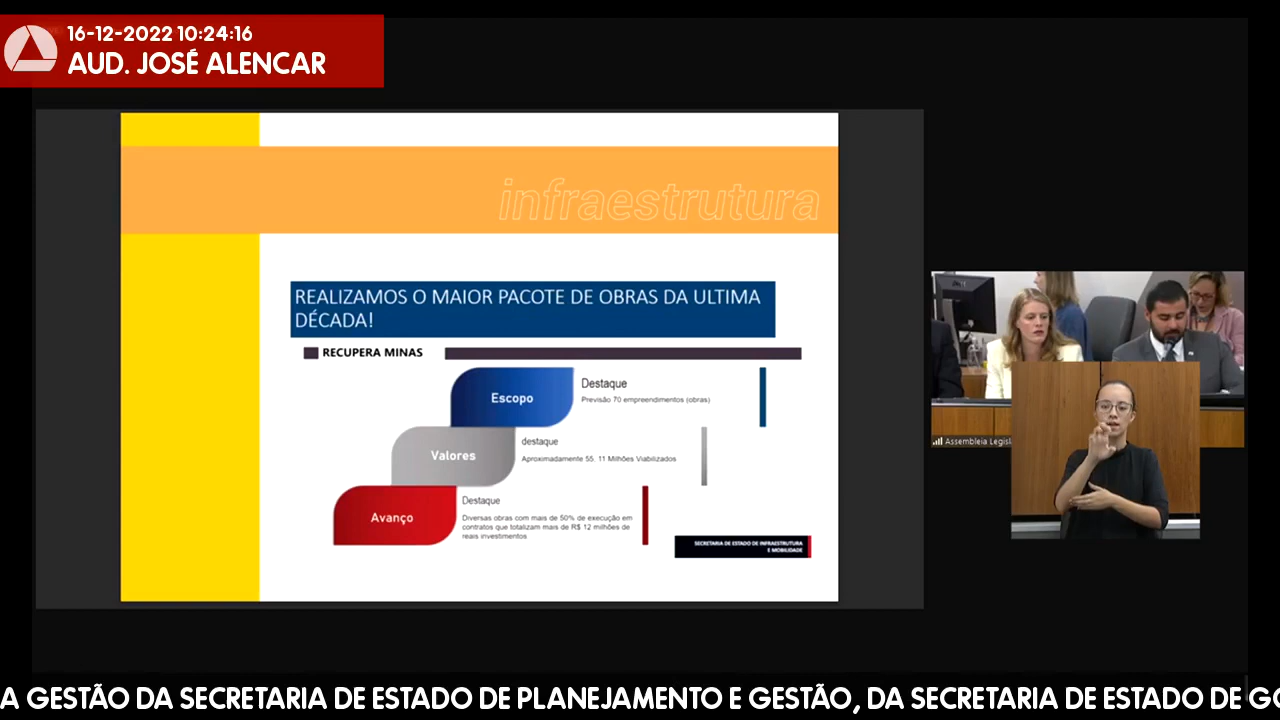 16-12-2022 10:24:16
AUD. JOSÉ ALENCAR
infraestrutura
REALIZAMOS O MAIOR PACOTE DE OBRAS DA ULTIMA
DÉCADA!
RECUPERA MINAS
Escopo
Destaque
Previsão 70 empreendimentos (obras)
Valores
destaque
Aproximadamente 55, 11 Milhões Viabilizados
Avanço
Destaque
Diversas obras com mais de 50% de execução em
contratos que totalizam mais de R$ 12 milhões de
reais investimentos
SECRETARIA DE ESTADO DE INFRAESTRUTURA
E MOBILIDADE
Assembleia Legisl
A GESTÃO DA SECRETARIA DE ESTADO DE PLANEJAMENTO E GESTÃO, DA SECRETARIA DE ESTADO DE GO